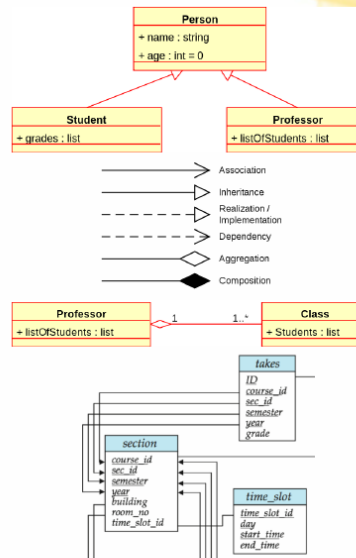 Person
+ name : string
+ age : int = 0
Student
+ grades : list
Professor
+ listOfStudents : list
Association
Inheritance
Realization /
Implementation
Dependency
Aggregation
Composition
Professor
+ listOfStudents : list
1
1..*
Class
+ Students : list
takes
ID
course_id
sec_id
semester
year
grade
section
course_id
sec_id
semester
year
building
room_no
time_slot_id
time_slot
time_slot_id
day
start_time
end_time